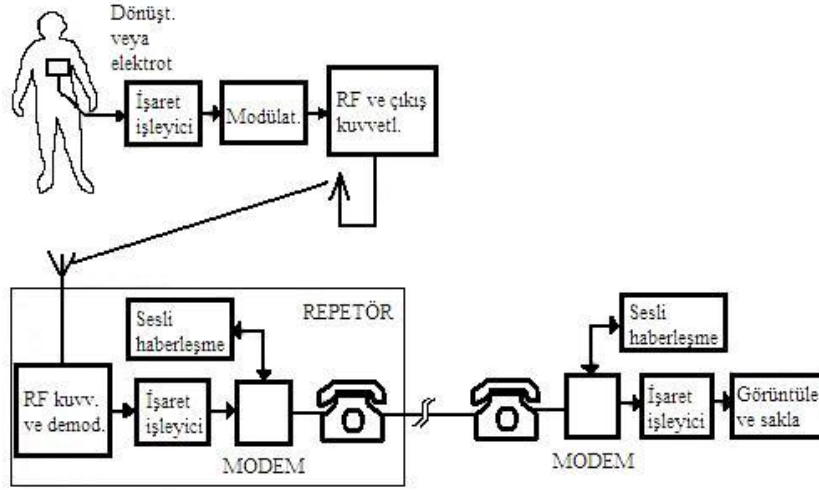 Dönüşt.
veya
elektrot
İşaret
işleyici
Modülat.
RF ve çıkış
kuvvetl.
REPETÖR
Sesli
haberleşme
RF kuvv.
ve demod.
İşaret
işleyici
MODEM
Sesli
haberleşme
İşaret
işleyici
Görüntüle
ve sakla
MODEM